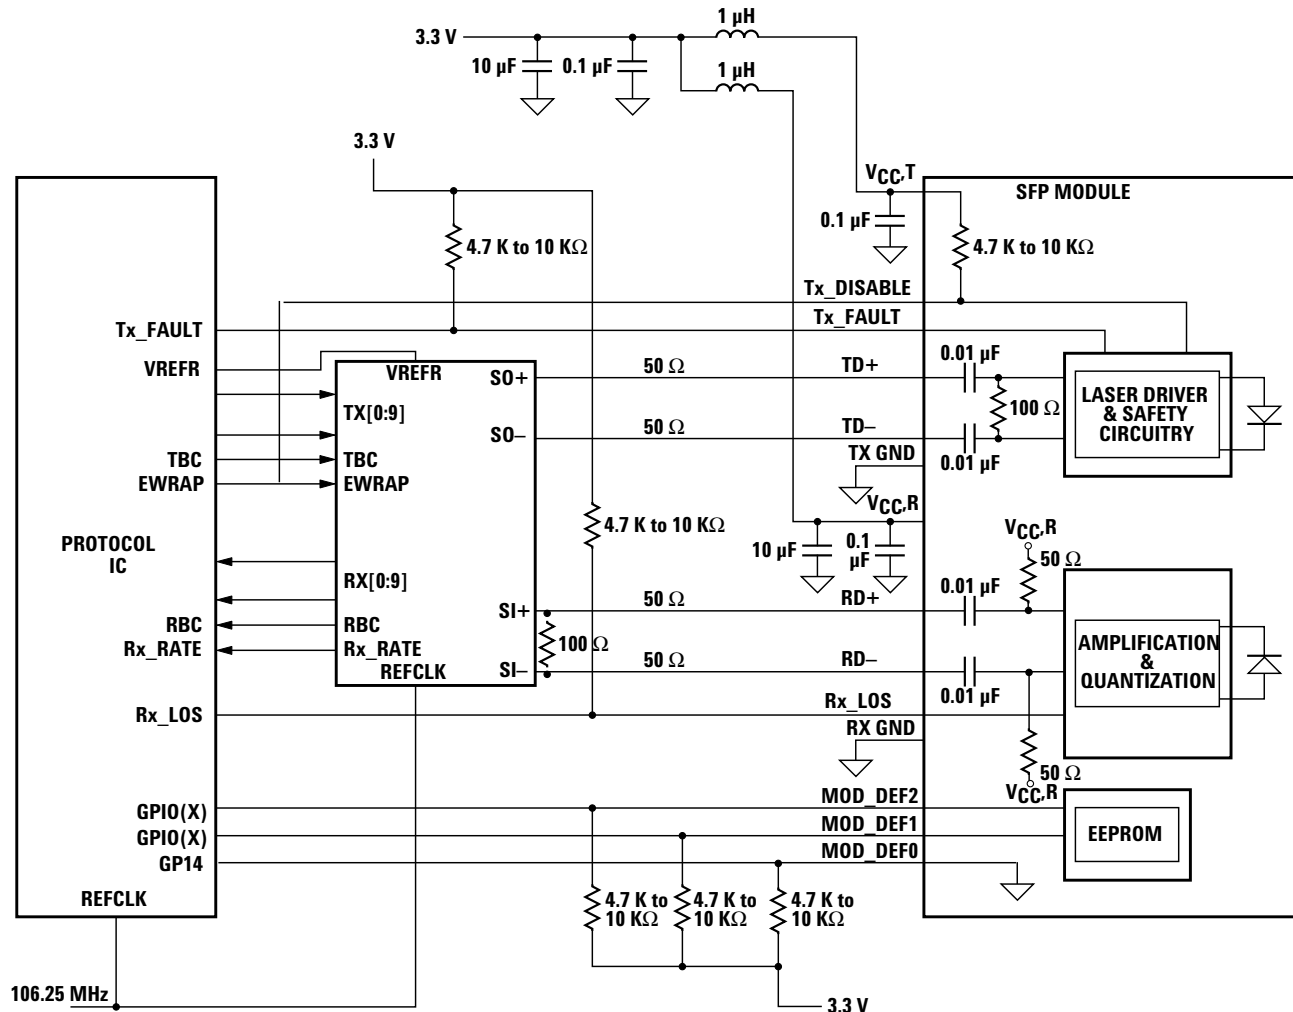 1 µH
3.3 V
10 µF
0.1 µF
1 µH
3.3 V
VCC,T
SFP MODULE
0.1 µF
4.7 K to 10 KΩ
4.7 K to 10 KΩ
Tx_DISABLE
Tx_FAULT
Tx_FAULT
VREFR
VREFR
SO+
50 Ω
TD+
0.01 µF
TX[0:9]
100 Ω
LASER DRIVER
& SAFETY
CIRCUITRY
SO–
50 Ω
TD–
0.01 µF
TX GND
TBC
TBC
EWRAP
EWRAP
VCC,R
4.7 K to 10 KΩ
10 µF
0.1
µF
VCC,R
50 Ω
PROTOCOL
IC
RX[0:9]
0.01 µF
SI+
50 Ω
RD+
RBC
RBC
100 Ω
Rx_RATE
Rx_RATE
REFCLK
SI–
50 Ω
RD–
0.01 µF
AMPLIFICATION
&
QUANTIZATION
Rx_LOS
Rx_LOS
RX GND
50 Ω
VCC,R
GPIO(X)
MOD_DEF2
GPIO(X)
MOD_DEF1
EEPROM
GP14
MOD_DEF0
REFCLK
4.7 K to
10 KΩ
4.7 K to
10 KΩ
4.7 K to
10 KΩ
106.25 MHz
3.3 V